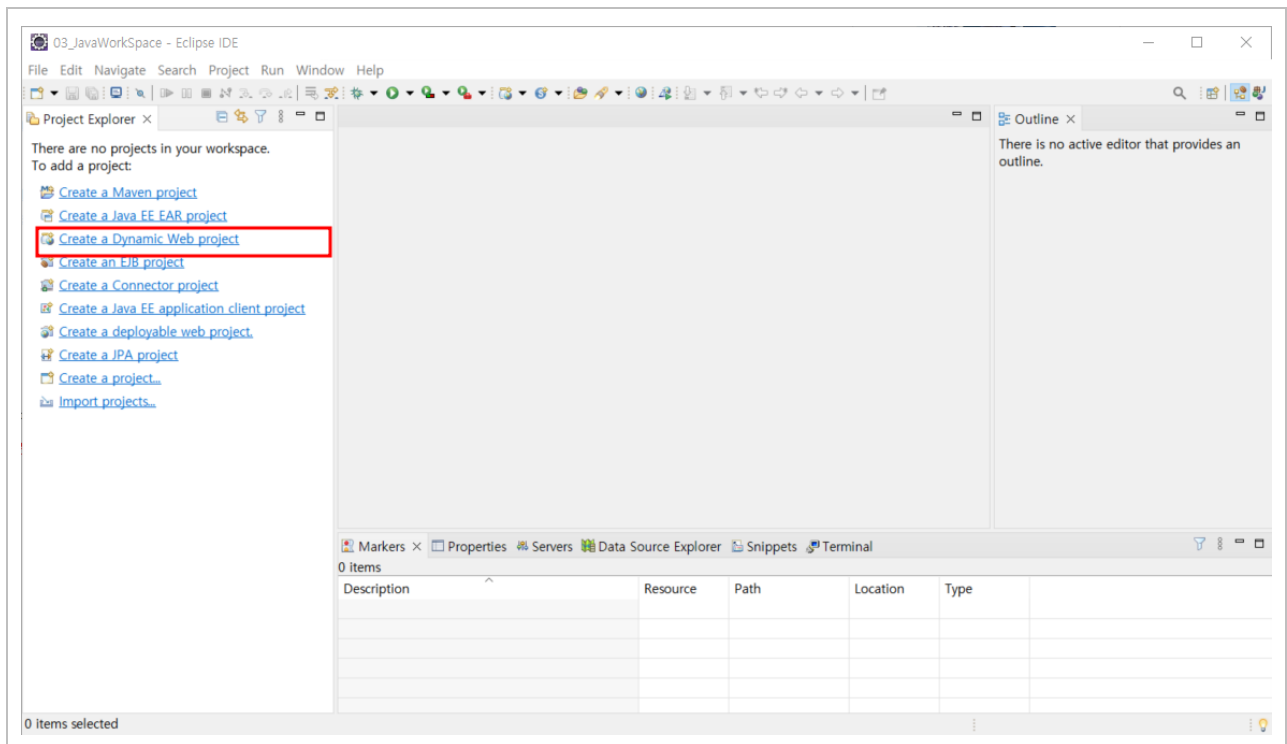 03_JavaWorkSpace - Eclipse IDE
File Edit Navigate Search Project Run Window Help
Project Explorer
There are no projects in your workspace.
To add a project:
Create a Maven project
Create a Java EE EAR project
Create a Dynamic Web project
Create an EJB project
Create a Connector project
Create a Java EE application client project
Create a deployable web project.
Create a JPA project
Create a project...
Import projects...
Outline
There is no active editor that provides an
outline.
Markers Properties Servers Data Source Explorer Snippets Terminal
0 items
Description Resource Path Location Type
0 items selected